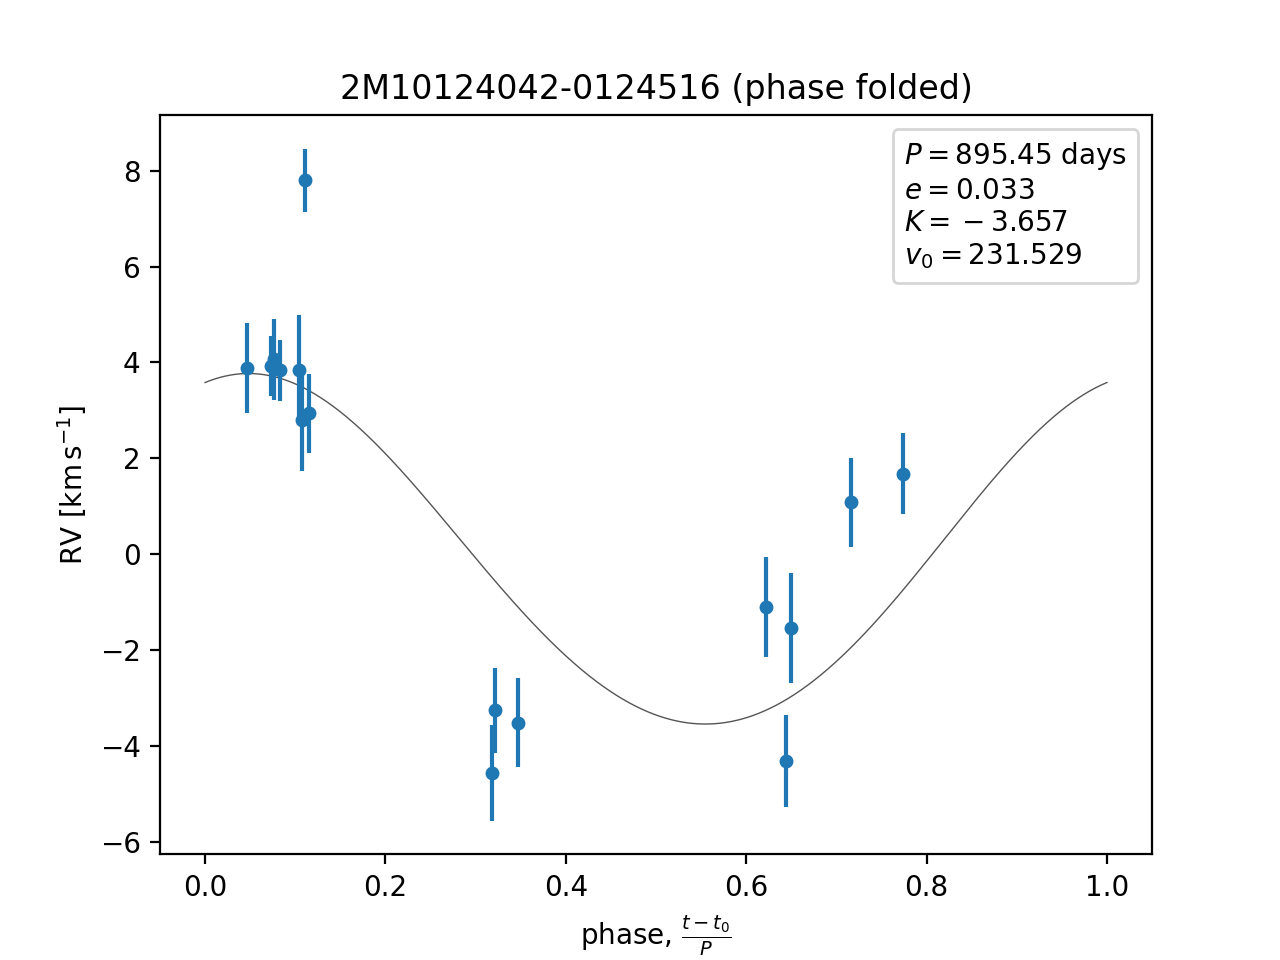 2M10124042-0124516 (phase folded)
P = 895.45 days
e = 0.033
K = −3.657
v₀ = 231.529
8
6
4
2
0
−2
−4
−6
RV [km s⁻¹]
0.0 0.2 0.4 0.6 0.8 1.0
phase, (t − t₀)/P